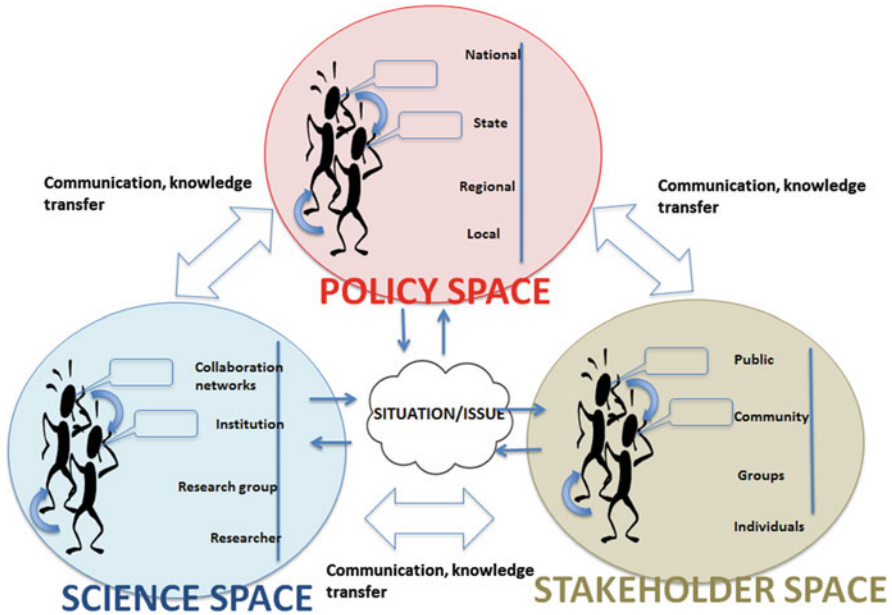 National
State
Regional
Local
POLICY SPACE
Communication, knowledge
transfer
Communication, knowledge
transfer
Collaboration
networks
Institution
Research group
Researcher
SCIENCE SPACE
SITUATION/ISSUE
Public
Community
Groups
Individuals
STAKEHOLDER SPACE
Communication, knowledge
transfer